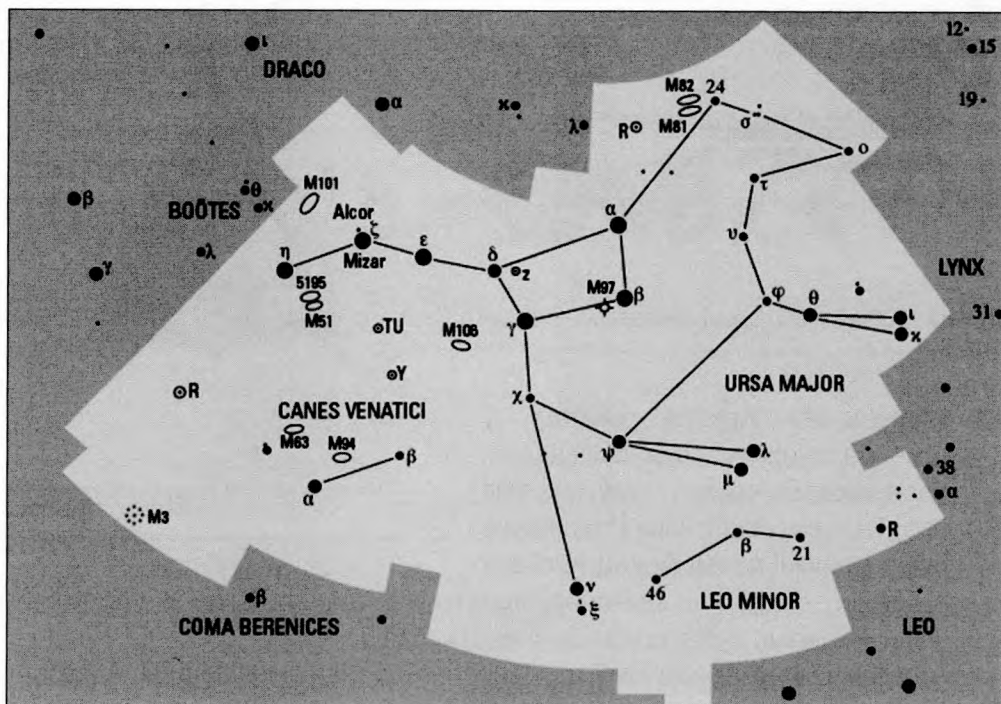 ι
DRACO
12
15
α
κ
M82
24
19
λ
R
M81
σ
ο
M101
θ
κ
β
BOÖTES
Alcor
ζ
τ
α
υ
λ
η
Mizar
ε
δ
z
LYNX
γ
5195
M51
M97
β
φ
θ
ι
31
TU
M106
γ
κ
R
Y
χ
URSA MAJOR
CANES VENATICI
M63
M94
β
ψ
λ
μ
38
α
α
M3
R
β
21
46
ν
ξ
LEO MINOR
β
COMA BERENICES
LEO